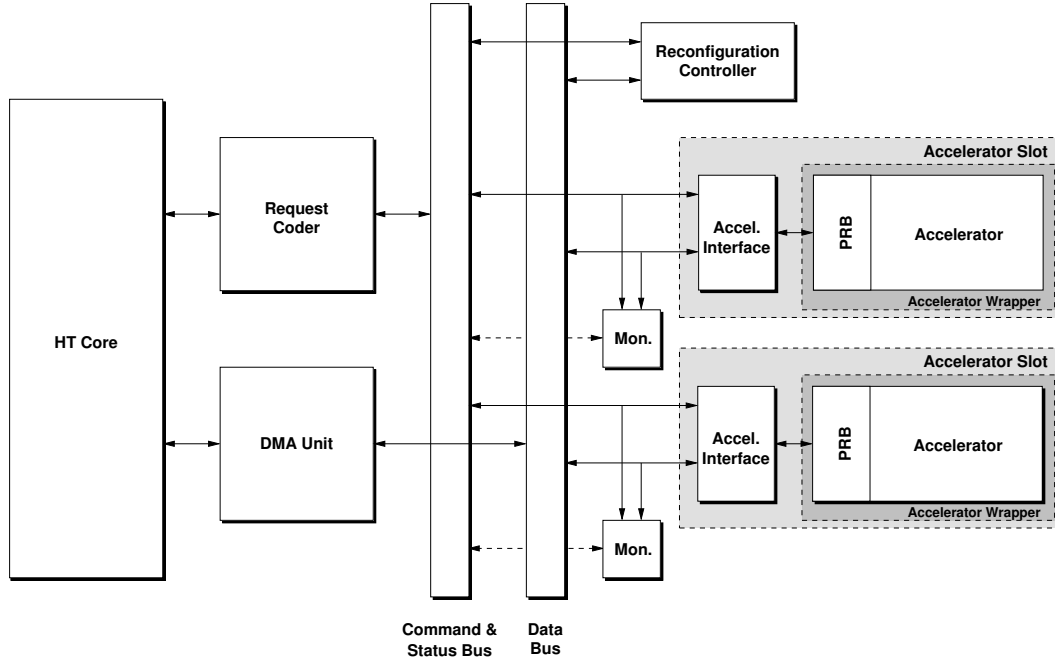 Reconfiguration
Controller
Accelerator Slot
Request
Coder
Accel.
Interface
PRB
Accelerator
Accelerator Wrapper
HT Core
Mon.
Accelerator Slot
DMA Unit
Accel.
Interface
PRB
Accelerator
Accelerator Wrapper
Mon.
Command &
Status Bus
Data
Bus